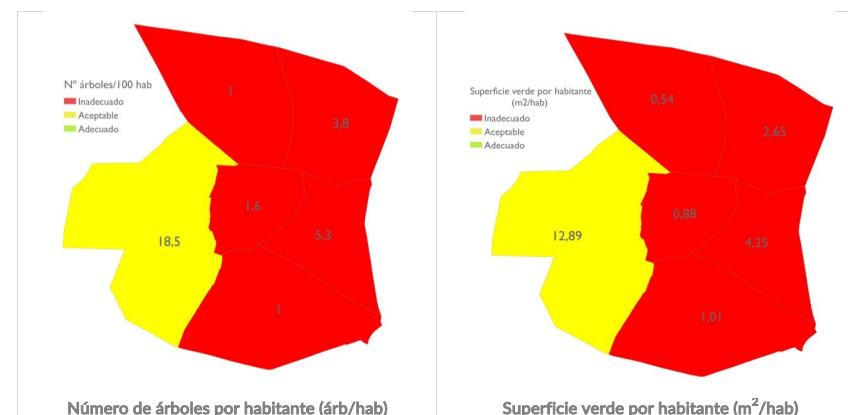 Nº árboles/100 hab
Inadecuado
Aceptable
Adecuado
1
3,8
1,6
18,5
5,3
1
Número de árboles por habitante (árb/hab)
Superficie verde por habitante
(m2/hab)
Inadecuado
Aceptable
Adecuado
0,54
2,65
0,88
12,89
4,25
1,01
Superficie verde por habitante (m²/hab)